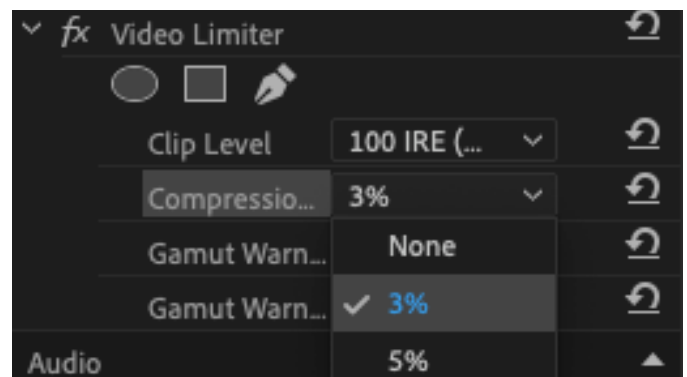 fx Video Limiter
Clip Level 100 IRE (...
Compressio... 3%
Gamut Warn... None
Gamut Warn... 3%
Audio 5%